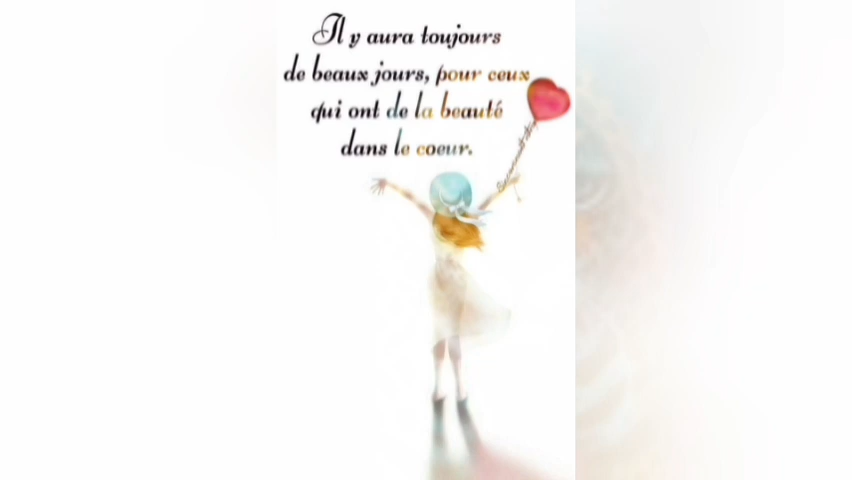 Il y aura toujours
de beaux jours, pour ceux
qui ont de la beauté
dans le coeur.